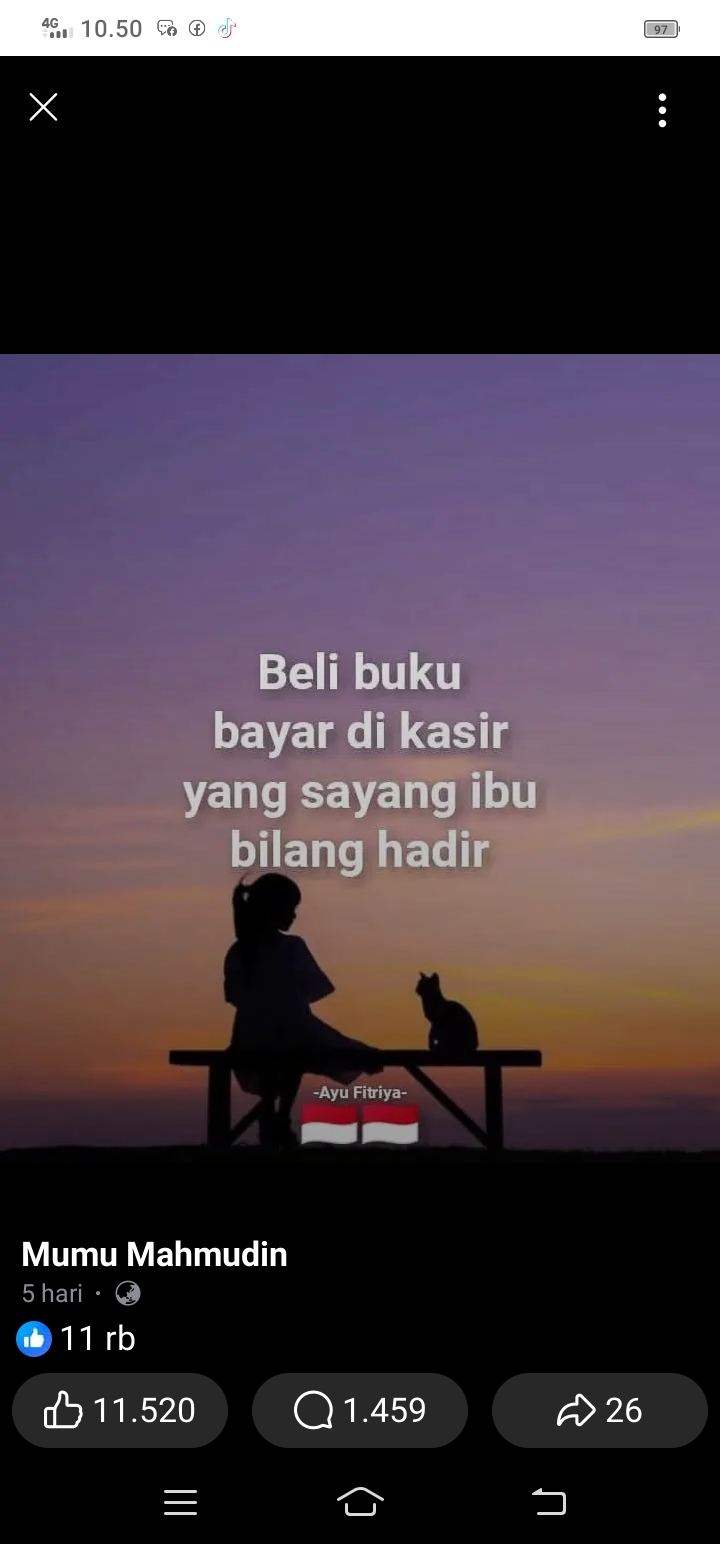 4G 10.50 97
Beli buku
bayar di kasir
yang sayang ibu
bilang hadir
-Ayu Fitriya-
Mumu Mahmudin
5 hari ·
11 rb
11.520 1.459 26